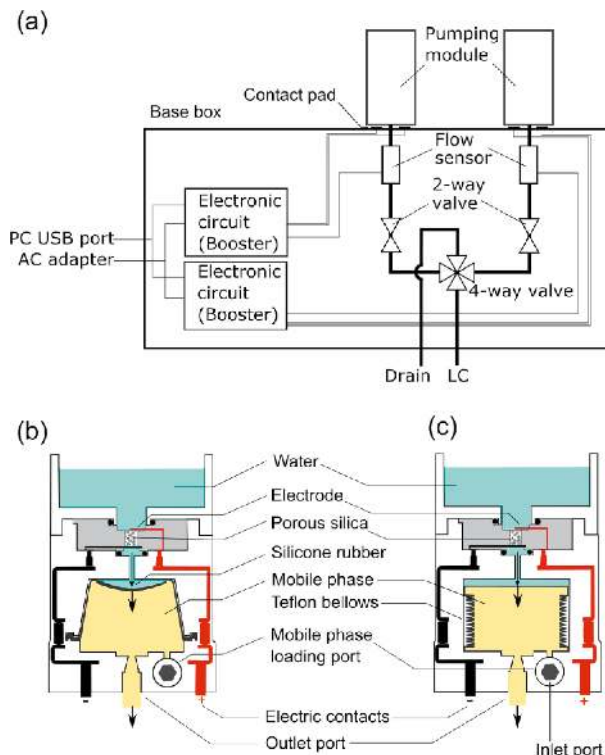 (a)
Pumping
module
Contact pad
Base box
Flow
sensor
2-way
valve
Electronic
circuit
(Booster)
PC USB port
AC adapter
Electronic
circuit
(Booster)
4-way valve
Drain
LC
(b)
(c)
Water
Electrode
Porous silica
Silicone rubber
Mobile phase
Teflon bellows
Mobile phase
loading port
- +
- +
Electric contacts
Outlet port
Inlet port